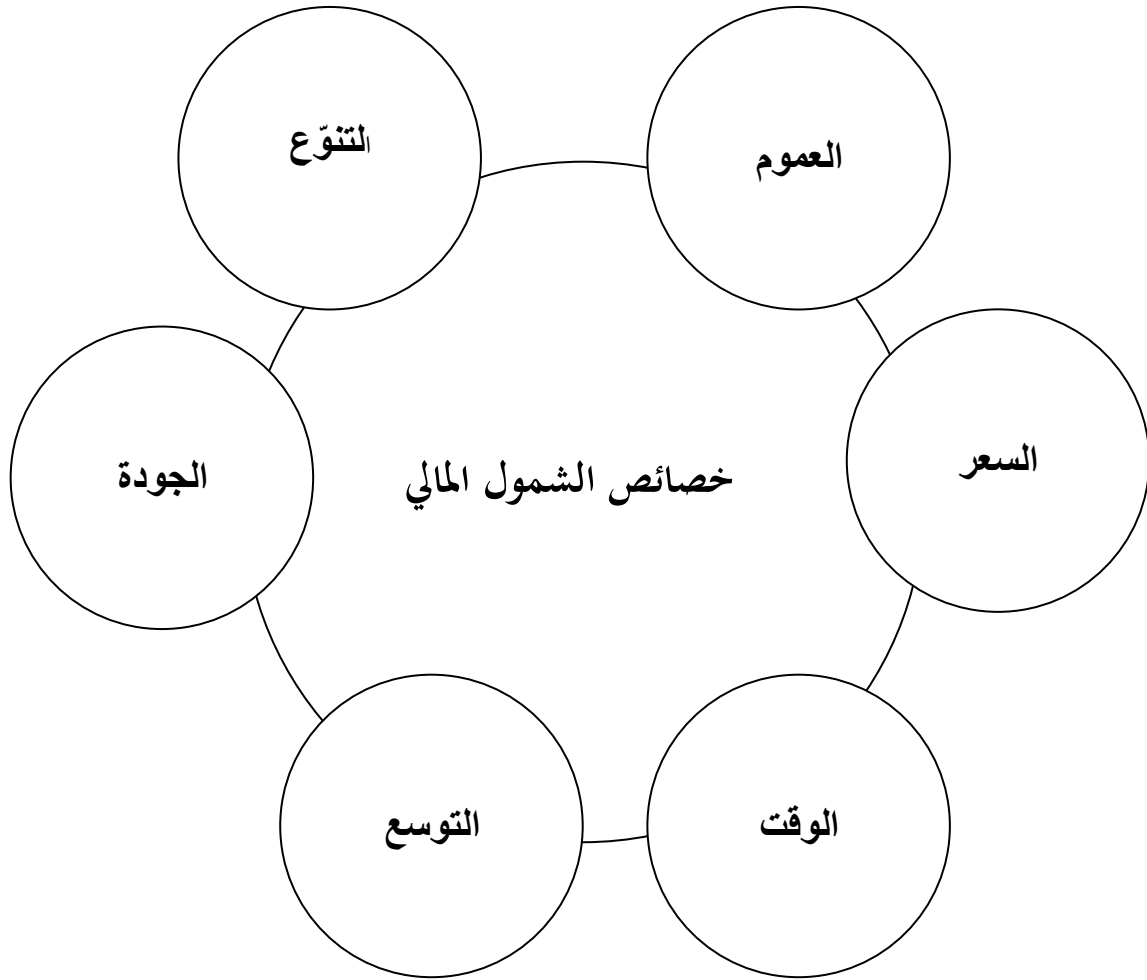 العموم
التنوّع
السعر
خصائص الشمول المالي
الجودة
الوقت
التوسع